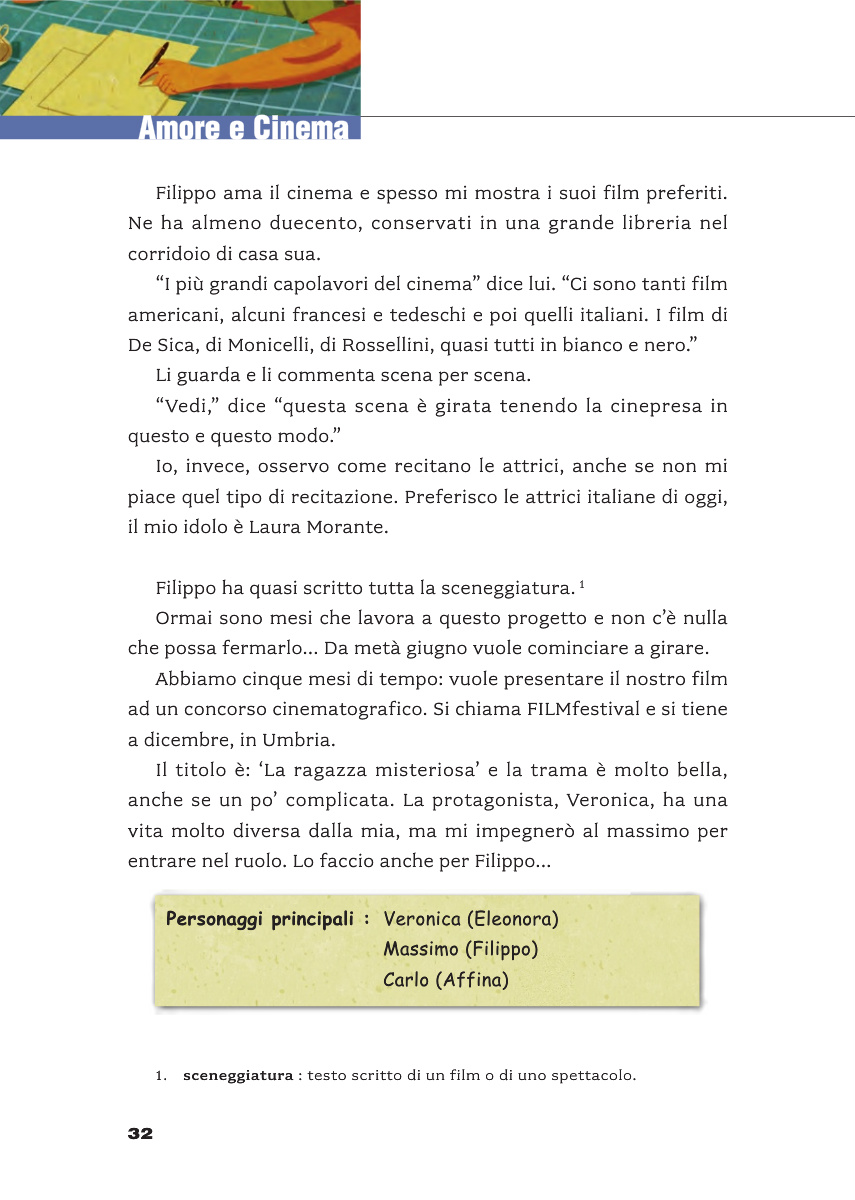 Amore e Cinema
Filippo ama il cinema e spesso mi mostra i suoi film preferiti.
Ne ha almeno duecento, conservati in una grande libreria nel
corridoio di casa sua.
“I più grandi capolavori del cinema” dice lui. “Ci sono tanti film
americani, alcuni francesi e tedeschi e poi quelli italiani. I film di
De Sica, di Monicelli, di Rossellini, quasi tutti in bianco e nero.”
Li guarda e li commenta scena per scena.
“Vedi,” dice “questa scena è girata tenendo la cinepresa in
questo e questo modo.”
Io, invece, osservo come recitano le attrici, anche se non mi
piace quel tipo di recitazione. Preferisco le attrici italiane di oggi,
il mio idolo è Laura Morante.
Filippo ha quasi scritto tutta la sceneggiatura. 1
Ormai sono mesi che lavora a questo progetto e non c’è nulla
che possa fermarlo... Da metà giugno vuole cominciare a girare.
Abbiamo cinque mesi di tempo: vuole presentare il nostro film
ad un concorso cinematografico. Si chiama FILMfestival e si tiene
a dicembre, in Umbria.
Il titolo è: ‘La ragazza misteriosa’ e la trama è molto bella,
anche se un po’ complicata. La protagonista, Veronica, ha una
vita molto diversa dalla mia, ma mi impegnerò al massimo per
entrare nel ruolo. Lo faccio anche per Filippo...
Personaggi principali : Veronica (Eleonora)
Massimo (Filippo)
Carlo (Affina)
1. sceneggiatura : testo scritto di un film o di uno spettacolo.
32